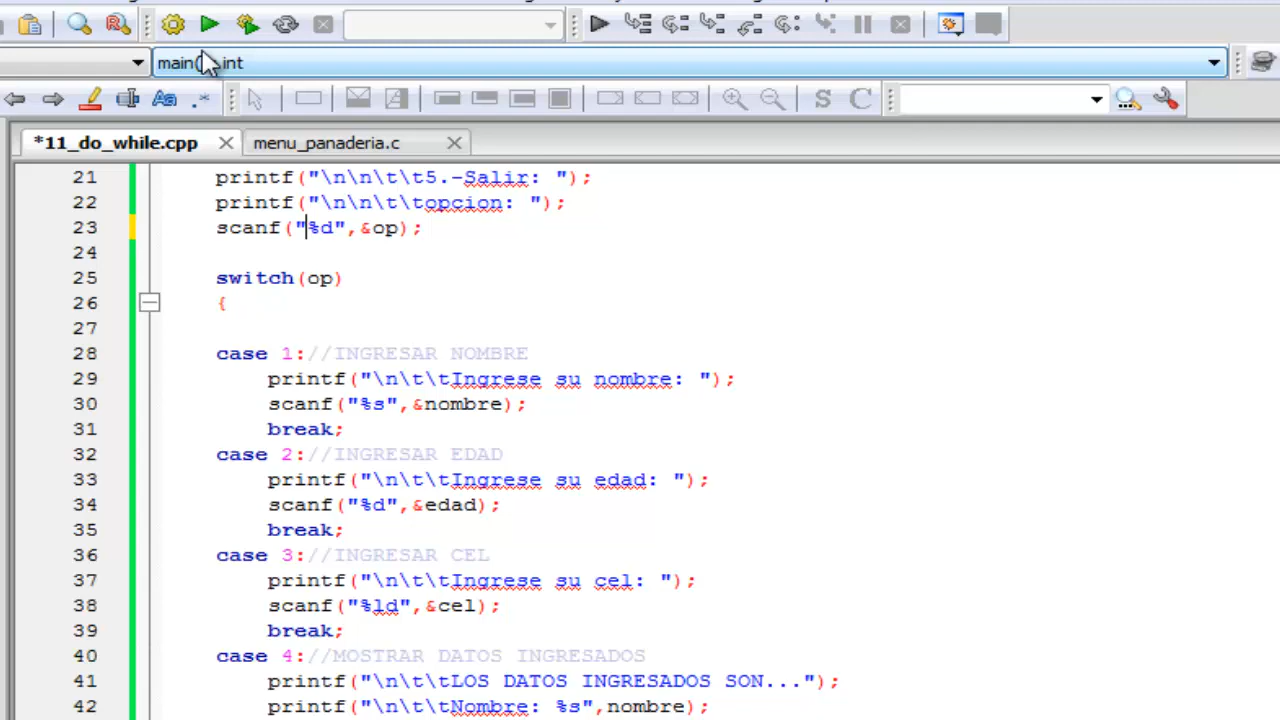 main() : int
*11_do_while.cpp menu_panaderia.c
21 printf("\n\n\t\t5.-Salir: ");
22 printf("\n\n\t\topcion: ");
23 scanf("%d",&op);
24
25 switch(op)
26 {
27
28 case 1://INGRESAR NOMBRE
29 printf("\n\t\tIngrese su nombre: ");
30 scanf("%s",&nombre);
31 break;
32 case 2://INGRESAR EDAD
33 printf("\n\t\tIngrese su edad: ");
34 scanf("%d",&edad);
35 break;
36 case 3://INGRESAR CEL
37 printf("\n\t\tIngrese su cel: ");
38 scanf("%ld",&cel);
39 break;
40 case 4://MOSTRAR DATOS INGRESADOS
41 printf("\n\t\tLOS DATOS INGRESADOS SON...");
42 printf("\n\t\tNombre: %s",nombre);